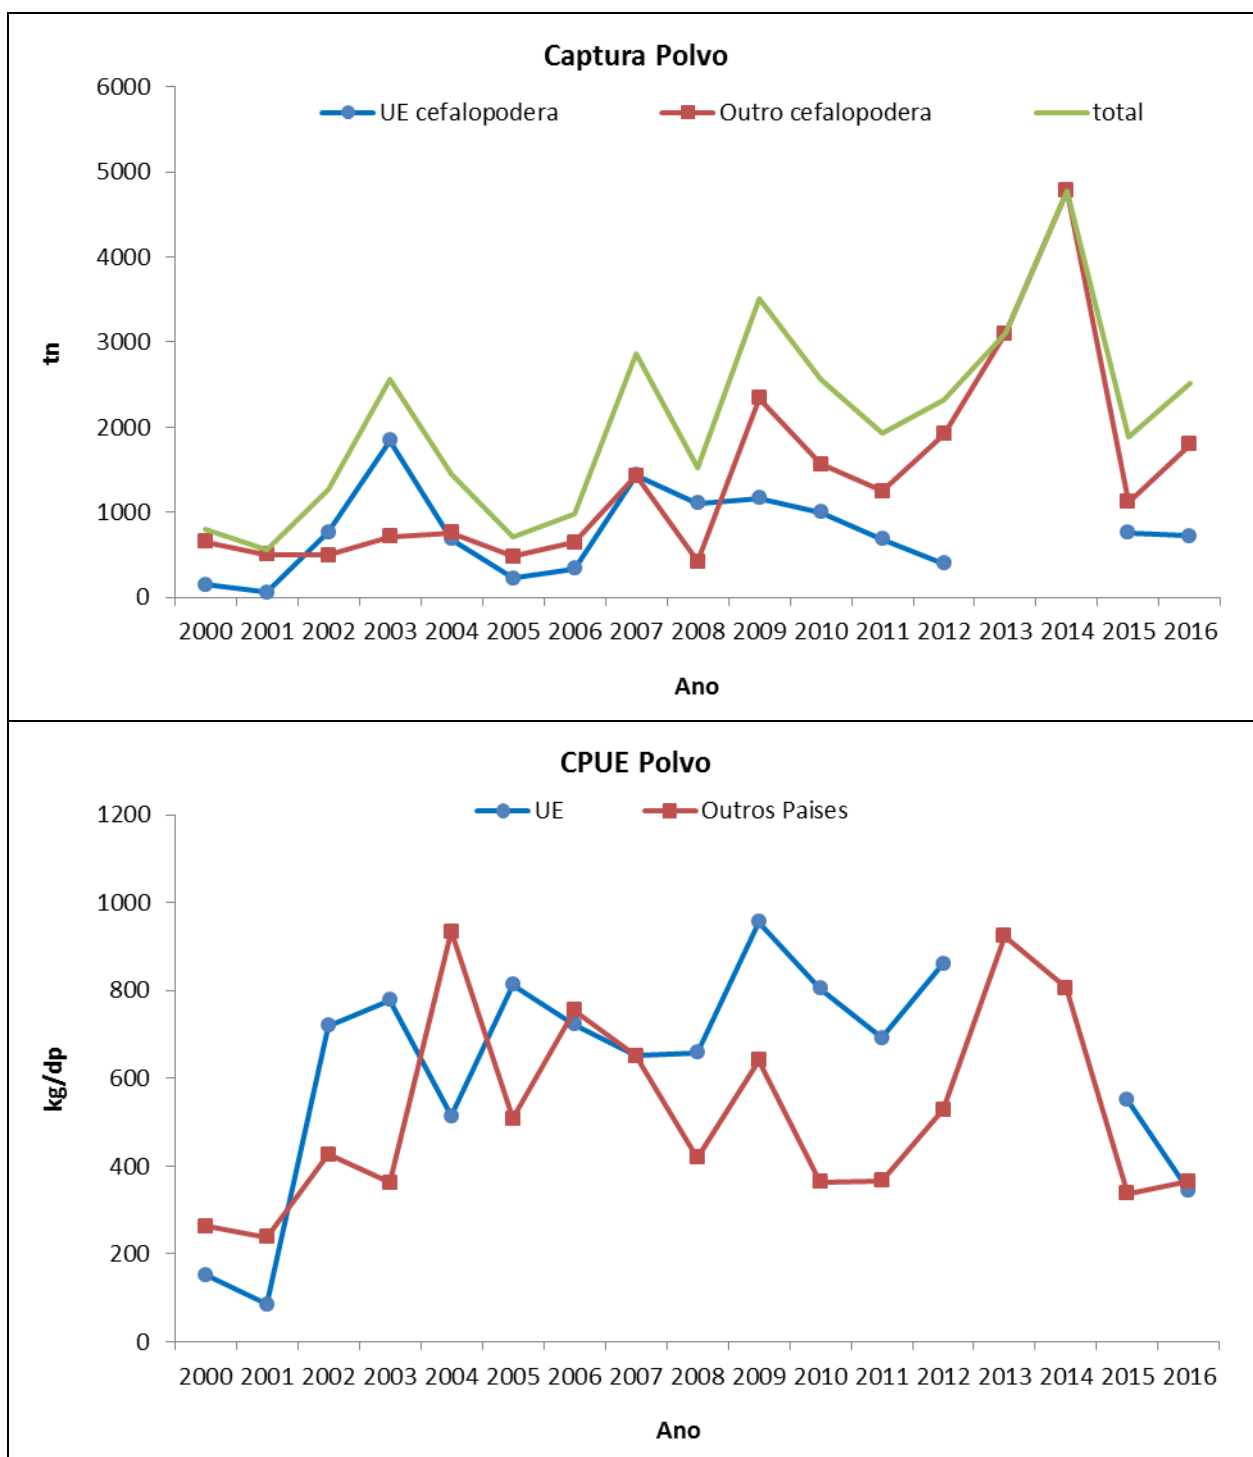 Captura Polvo
6000
5000
4000
3000
2000
1000
0
tn
UE cefalopodera Outro cefalopodera total
2000 2001 2002 2003 2004 2005 2006 2007 2008 2009 2010 2011 2012 2013 2014 2015 2016
Ano
CPUE Polvo
1200
1000
800
600
400
200
0
kg/dp
UE Outros Paises
2000 2001 2002 2003 2004 2005 2006 2007 2008 2009 2010 2011 2012 2013 2014 2015 2016
Ano